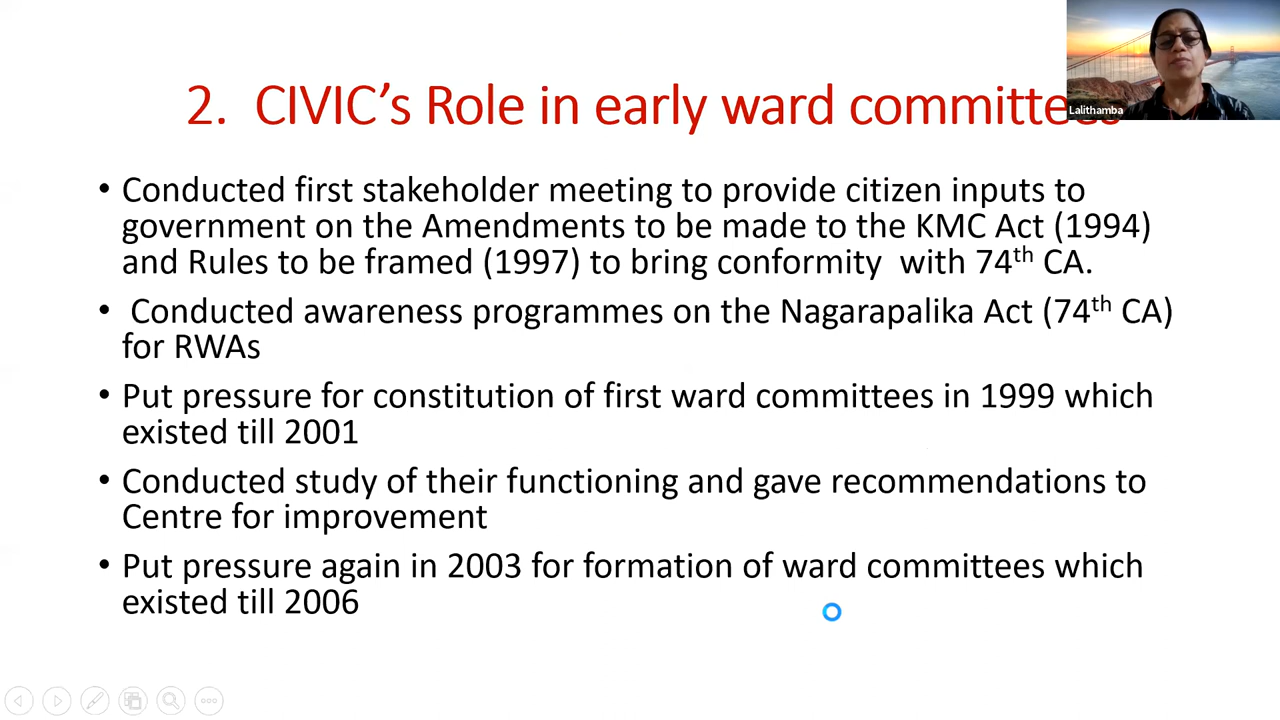 2. CIVIC's Role in early ward committees
Lalithamba
• Conducted first stakeholder meeting to provide citizen inputs to
government on the Amendments to be made to the KMC Act (1994)
and Rules to be framed (1997) to bring conformity with 74th CA.
• Conducted awareness programmes on the Nagarapalika Act (74th CA)
for RWAs
• Put pressure for constitution of first ward committees in 1999 which
existed till 2001
• Conducted study of their functioning and gave recommendations to
Centre for improvement
• Put pressure again in 2003 for formation of ward committees which
existed till 2006